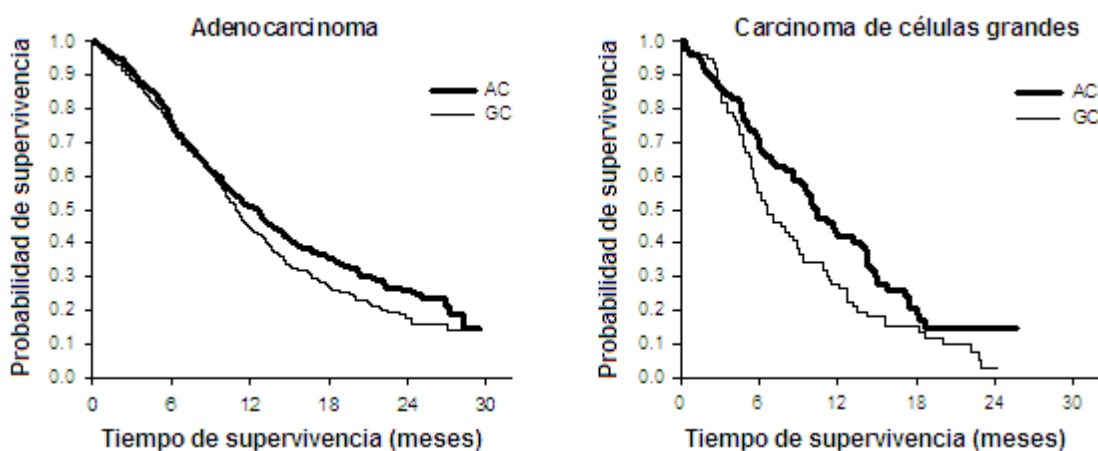 Adenocarcinoma
Probabilidad de supervivencia
1.0
0.9
0.8
0.7
0.6
0.5
0.4
0.3
0.2
0.1
0.0
AC
GC
0 6 12 18 24 30
Tiempo de supervivencia (meses)
Carcinoma de células grandes
Probabilidad de supervivencia
1.0
0.9
0.8
0.7
0.6
0.5
0.4
0.3
0.2
0.1
0.0
AC
GC
0 6 12 18 24 30
Tiempo de supervivencia (meses)